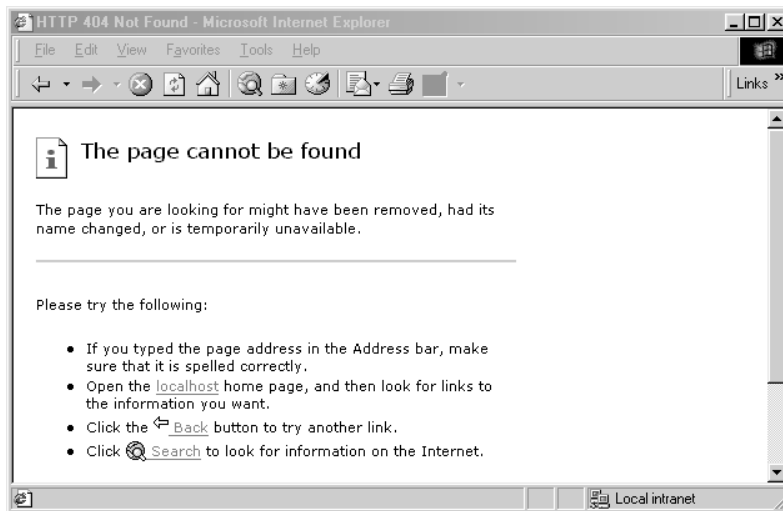 HTTP 404 Not Found - Microsoft Internet Explorer
File Edit View Favorites Tools Help
Links »
The page cannot be found
The page you are looking for might have been removed, had its
name changed, or is temporarily unavailable.
Please try the following:
• If you typed the page address in the Address bar, make
sure that it is spelled correctly.
• Open the localhost home page, and then look for links to
the information you want.
• Click the Back button to try another link.
• Click Search to look for information on the Internet.
Local intranet